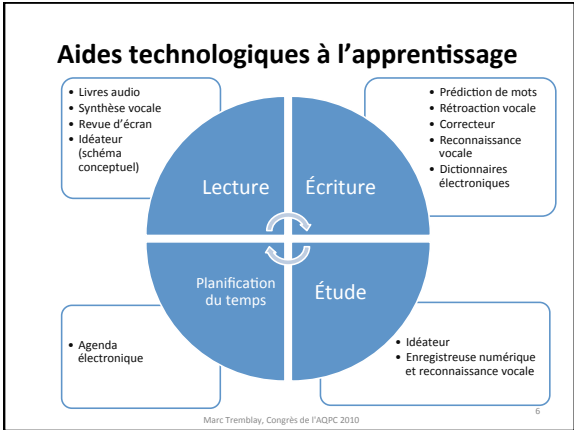 Aides technologiques à l'apprentissage
• Livres audio
• Synthèse vocale
• Revue d'écran
• Idéateur
(schéma
conceptuel)
• Prédiction de mots
• Rétroaction vocale
• Correcteur
• Reconnaissance
vocale
• Dictionnaires
électroniques
Lecture
Écriture
Planification
du temps
Étude
• Agenda
électronique
• Idéateur
• Enregistreuse numérique
et reconnaissance vocale
Marc Tremblay, Congrès de l'AQPC 2010
6